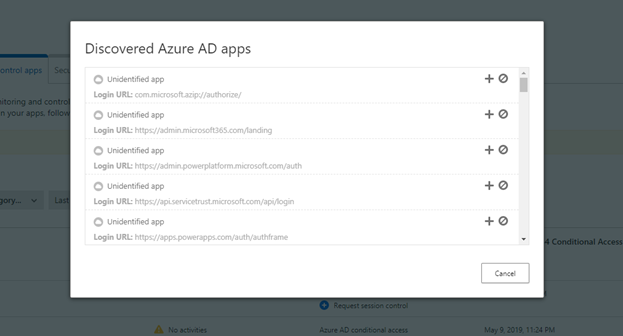 Discovered Azure AD apps
Unidentified app
Login URL: com.microsoft.azip://authorize/
Unidentified app
Login URL: https://admin.microsoft365.com/landing
Unidentified app
Login URL: https://admin.powerplatform.microsoft.com/auth
Unidentified app
Login URL: https://api.servicetrust.microsoft.com/api/login
Unidentified app
Login URL: https://apps.powerapps.com/auth/authframe
Cancel
control apps
Secu
nitoring and control
n your apps, follow
gory...
Last
4 Conditional Access
Request session control
No activities
Azure AD conditional access
May 9, 2019, 11:24 PM